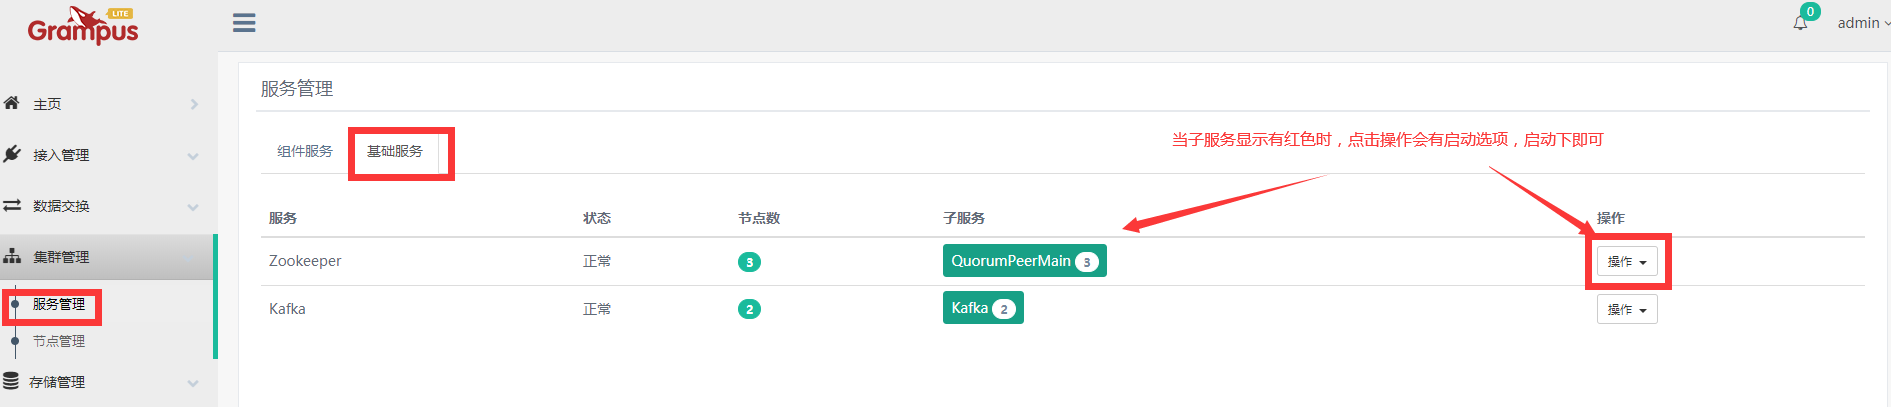 Grampus LITE
0
admin
主页
接入管理
数据交换
集群管理
服务管理
节点管理
存储管理
服务管理
组件服务 基础服务
当子服务显示有红色时，点击操作会有启动选项，启动下即可
服务 状态 节点数 子服务 操作
Zookeeper 正常 3 QuorumPeerMain 3 操作
Kafka 正常 2 Kafka 2 操作